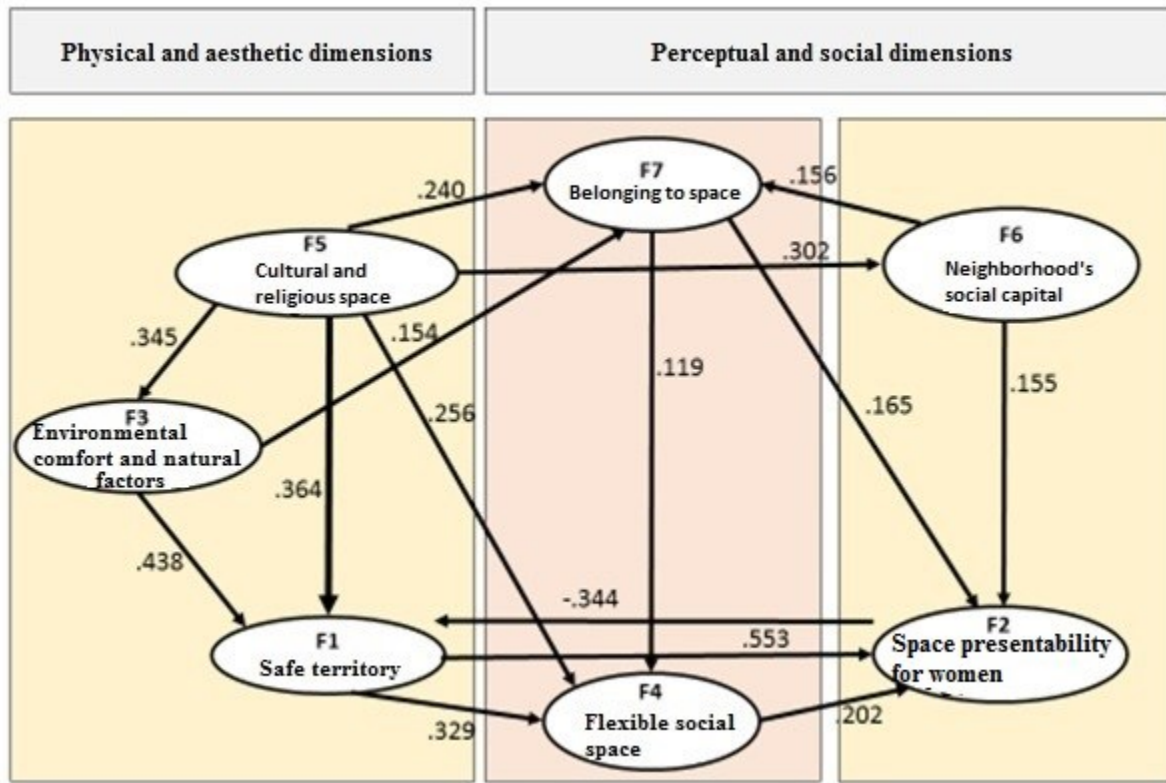 Physical and aesthetic dimensions
Perceptual and social dimensions
F7
Belonging to space
.240
.156
F5
Cultural and
religious space
.302
F6
Neighborhood's
social capital
.345
.154
.119
.155
.256
.165
F3
Environmental
comfort and natural
factors
.364
.438
-.344
F1
Safe territory
.553
F2
Space presentability
for women
F4
Flexible social
space
.329
.202